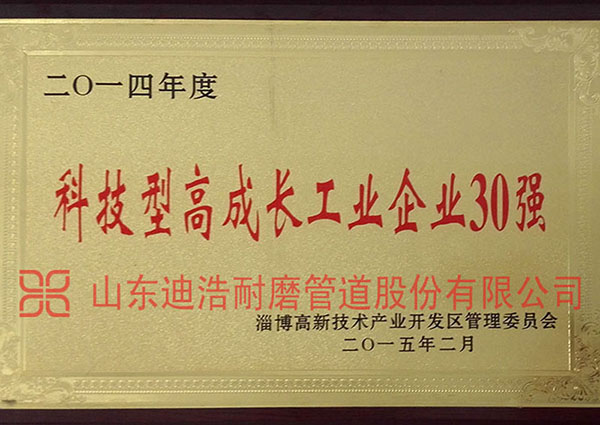 二〇一四年度
科技型高成长工业企业30强
山东迪浩耐磨管道股份有限公司
淄博高新技术产业开发区管理委员会
二〇一五年二月